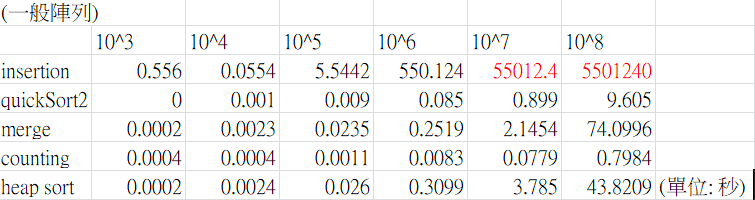 (一般陣列)
10^3 10^4 10^5 10^6 10^7 10^8
insertion 0.556 0.0554 5.5442 550.124 55012.4 5501240
quickSort2 0 0.001 0.009 0.085 0.899 9.605
merge 0.0002 0.0023 0.0235 0.2519 2.1454 74.0996
counting 0.0004 0.0004 0.0011 0.0083 0.0779 0.7984
heap sort 0.0002 0.0024 0.026 0.3099 3.785 43.8209 (單位: 秒)